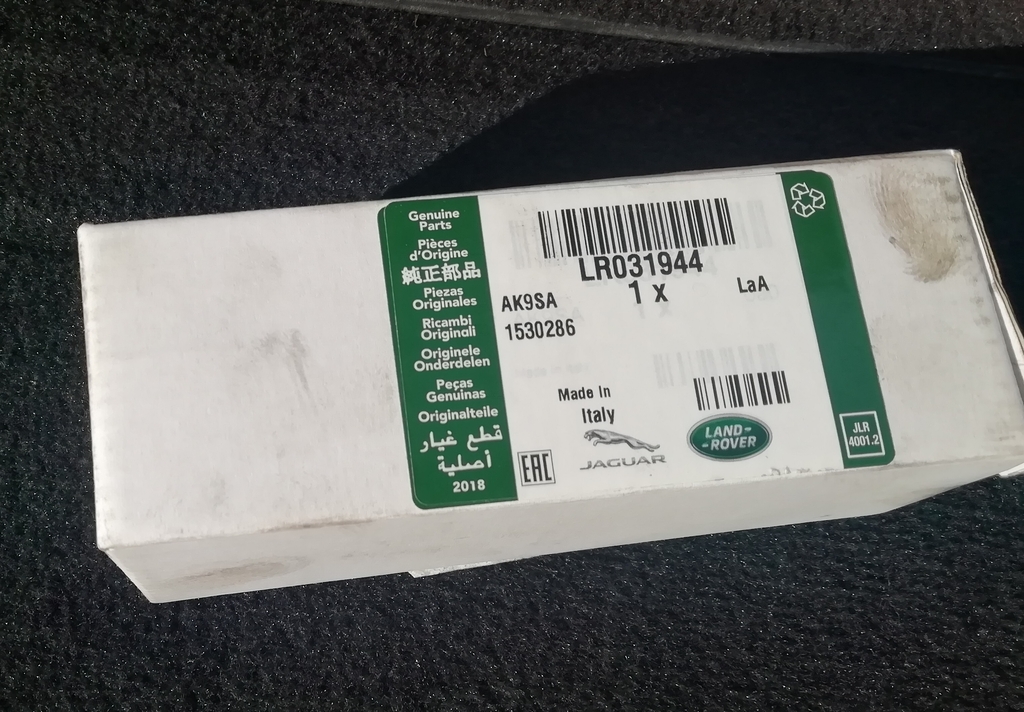 Genuine
Parts
Pièces
d'Origine
純正部品
Piezas
Originales
Ricambi
Originali
Originele
Onderdelen
Peças
Genuinas
Originalteile
قطع غيار
أصلية
2018
LR031944
1 x
LaA
AK9SA
1530286
Made In
Italy
EAC
JAGUAR
LAND-
-ROVER
JLR
4001.2